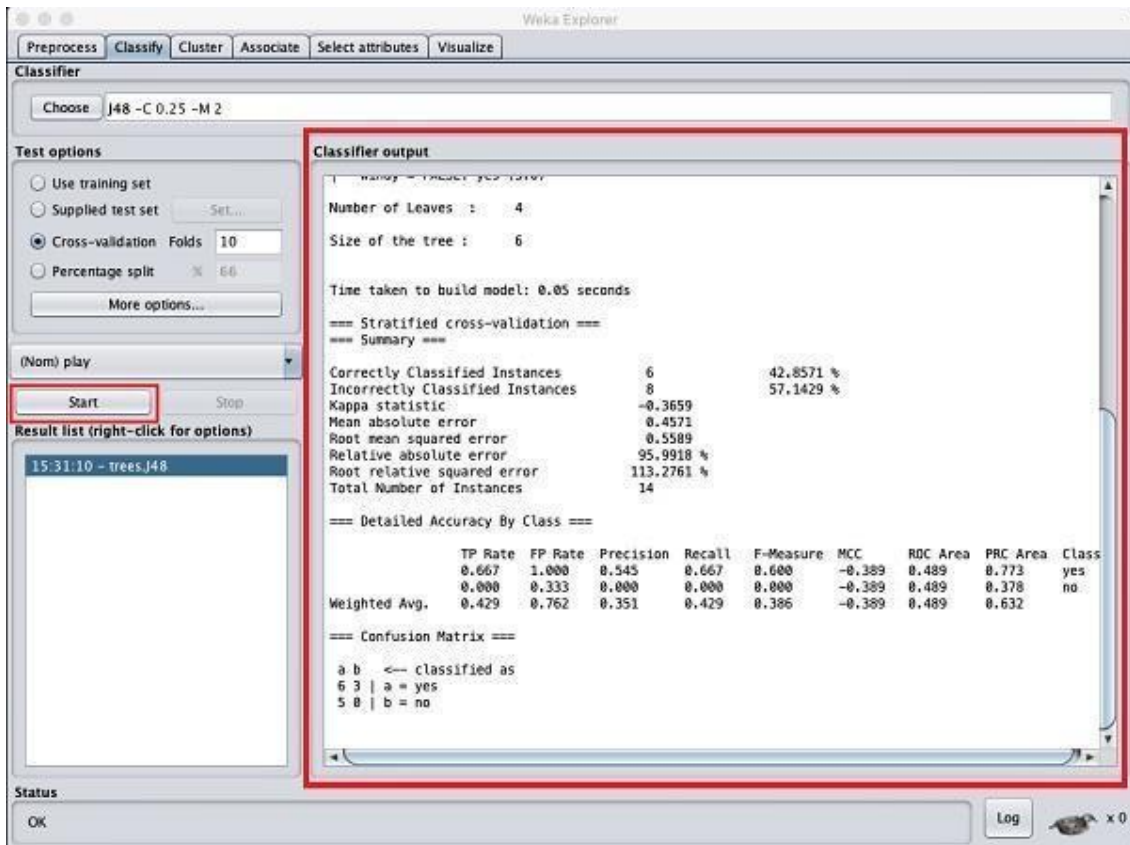 Weka Explorer
Preprocess Classify Cluster Associate Select attributes Visualize
Classifier
Choose J48 -C 0.25 -M 2
Test options
Use training set
Supplied test set Set...
Cross-validation Folds 10
Percentage split % 66
More options...
(Nom) play
Start Stop
Result list (right-click for options)
15:31:10 - trees.J48
Classifier output
Number of Leaves : 4
Size of the tree : 6
Time taken to build model: 0.05 seconds
=== Stratified cross-validation ===
=== Summary ===
Correctly Classified Instances 6 42.8571 %
Incorrectly Classified Instances 8 57.1429 %
Kappa statistic -0.3659
Mean absolute error 0.4571
Root mean squared error 0.5589
Relative absolute error 95.9918 %
Root relative squared error 113.2761 %
Total Number of Instances 14
=== Detailed Accuracy By Class ===
TP Rate FP Rate Precision Recall F-Measure MCC ROC Area PRC Area Class
0.667 1.000 0.545 0.667 0.600 -0.389 0.489 0.773 yes
0.000 0.333 0.000 0.000 0.000 -0.389 0.489 0.378 no
Weighted Avg. 0.429 0.762 0.351 0.429 0.386 -0.389 0.489 0.632
=== Confusion Matrix ===
a b <-- classified as
6 3 | a = yes
5 0 | b = no
Status
OK
Log x 0